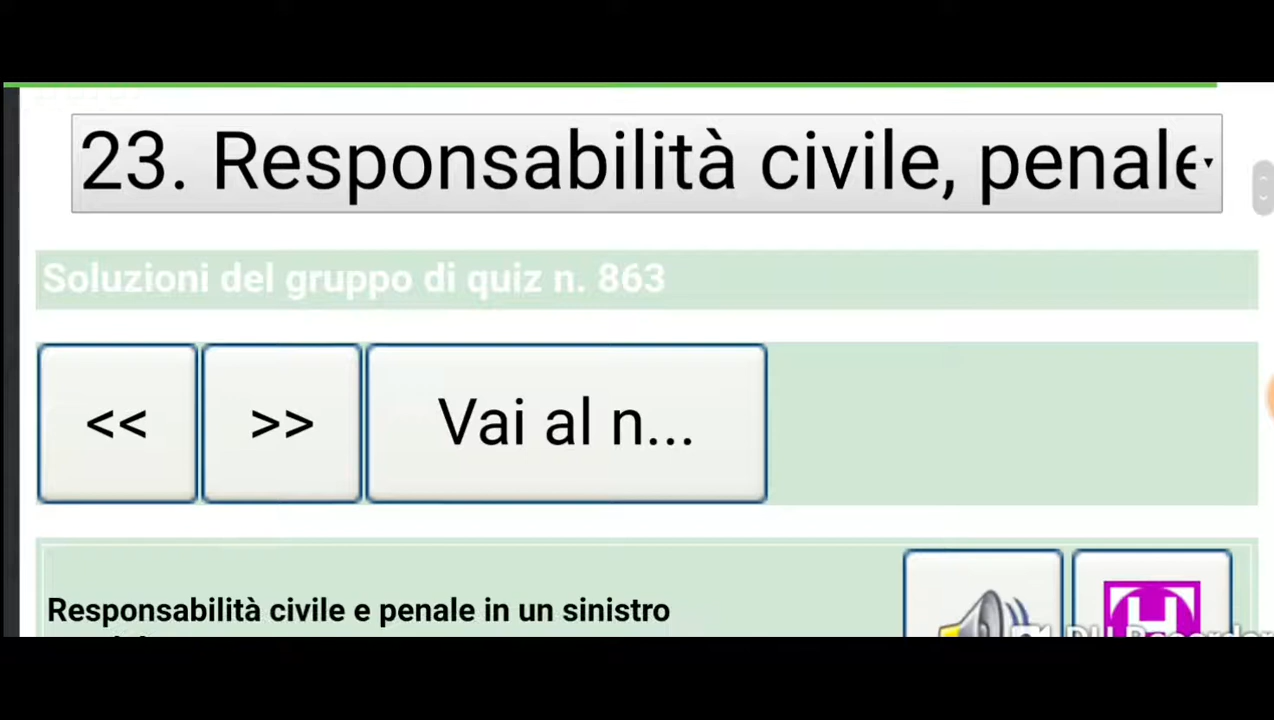 23. Responsabilità civile, penale
Soluzioni del gruppo di quiz n. 863
<< >> Vai al n...
Responsabilità civile e penale in un sinistro